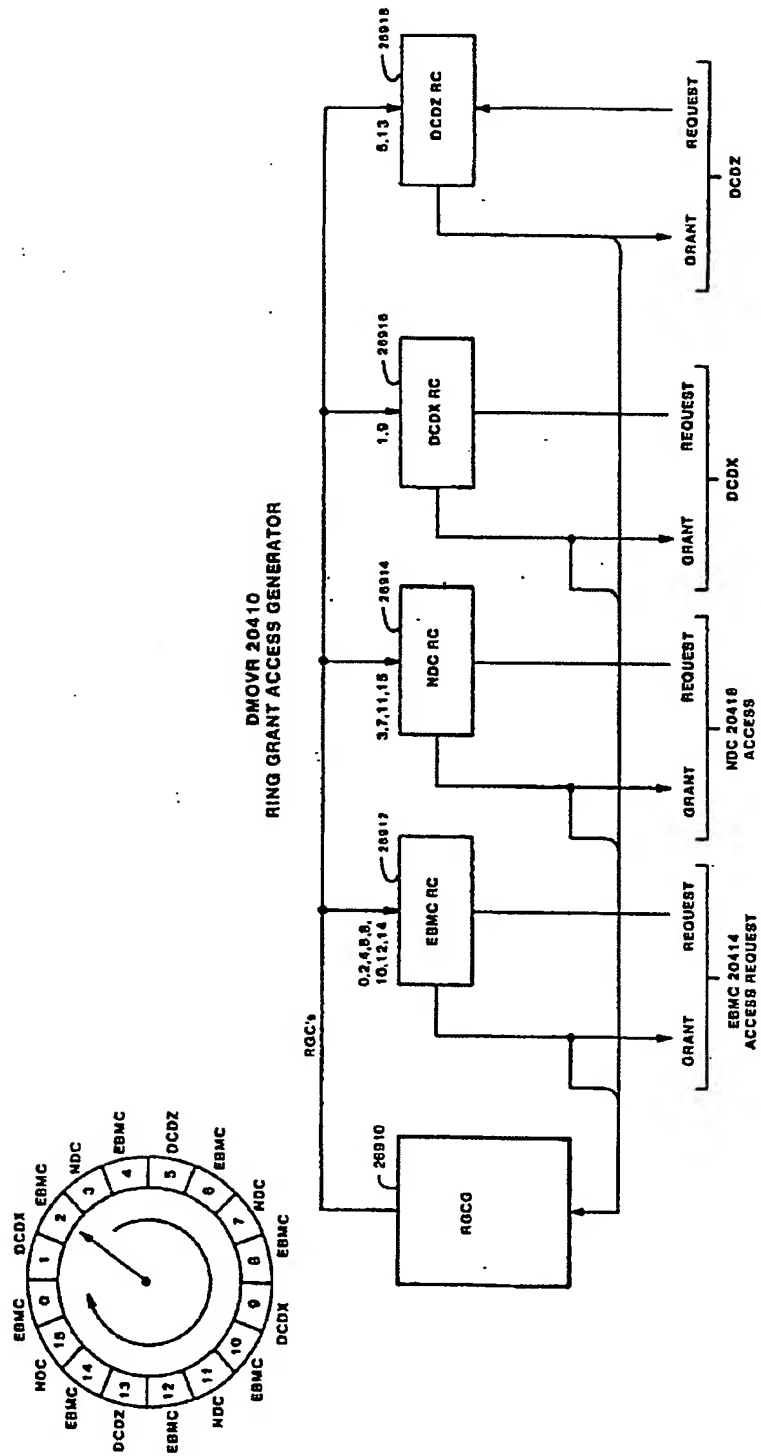 DMOVR 20410
RING GRANT ACCESS GENERATOR
EBMC
DCDX
EBMC
NDC
EBMC
DCDZ
EBMC
NDC
EBMC
DCDX
EBMC
NDC
EBMC
DCDZ
EBMC
NDC
0
1
2
3
4
5
6
7
8
9
10
11
12
13
14
15
RGC's
26910
RGCG
0,2,4,6,8,
10,12,14
26912
EBMC RC
3,7,11,15
26914
NDC RC
1,9
26916
DCDX RC
5,13
26918
DCDZ RC
GRANT REQUEST
EBMC 20414
ACCESS REQUEST
GRANT REQUEST
NDC 20418
ACCESS
GRANT REQUEST
DCDX
GRANT REQUEST
DCDZ